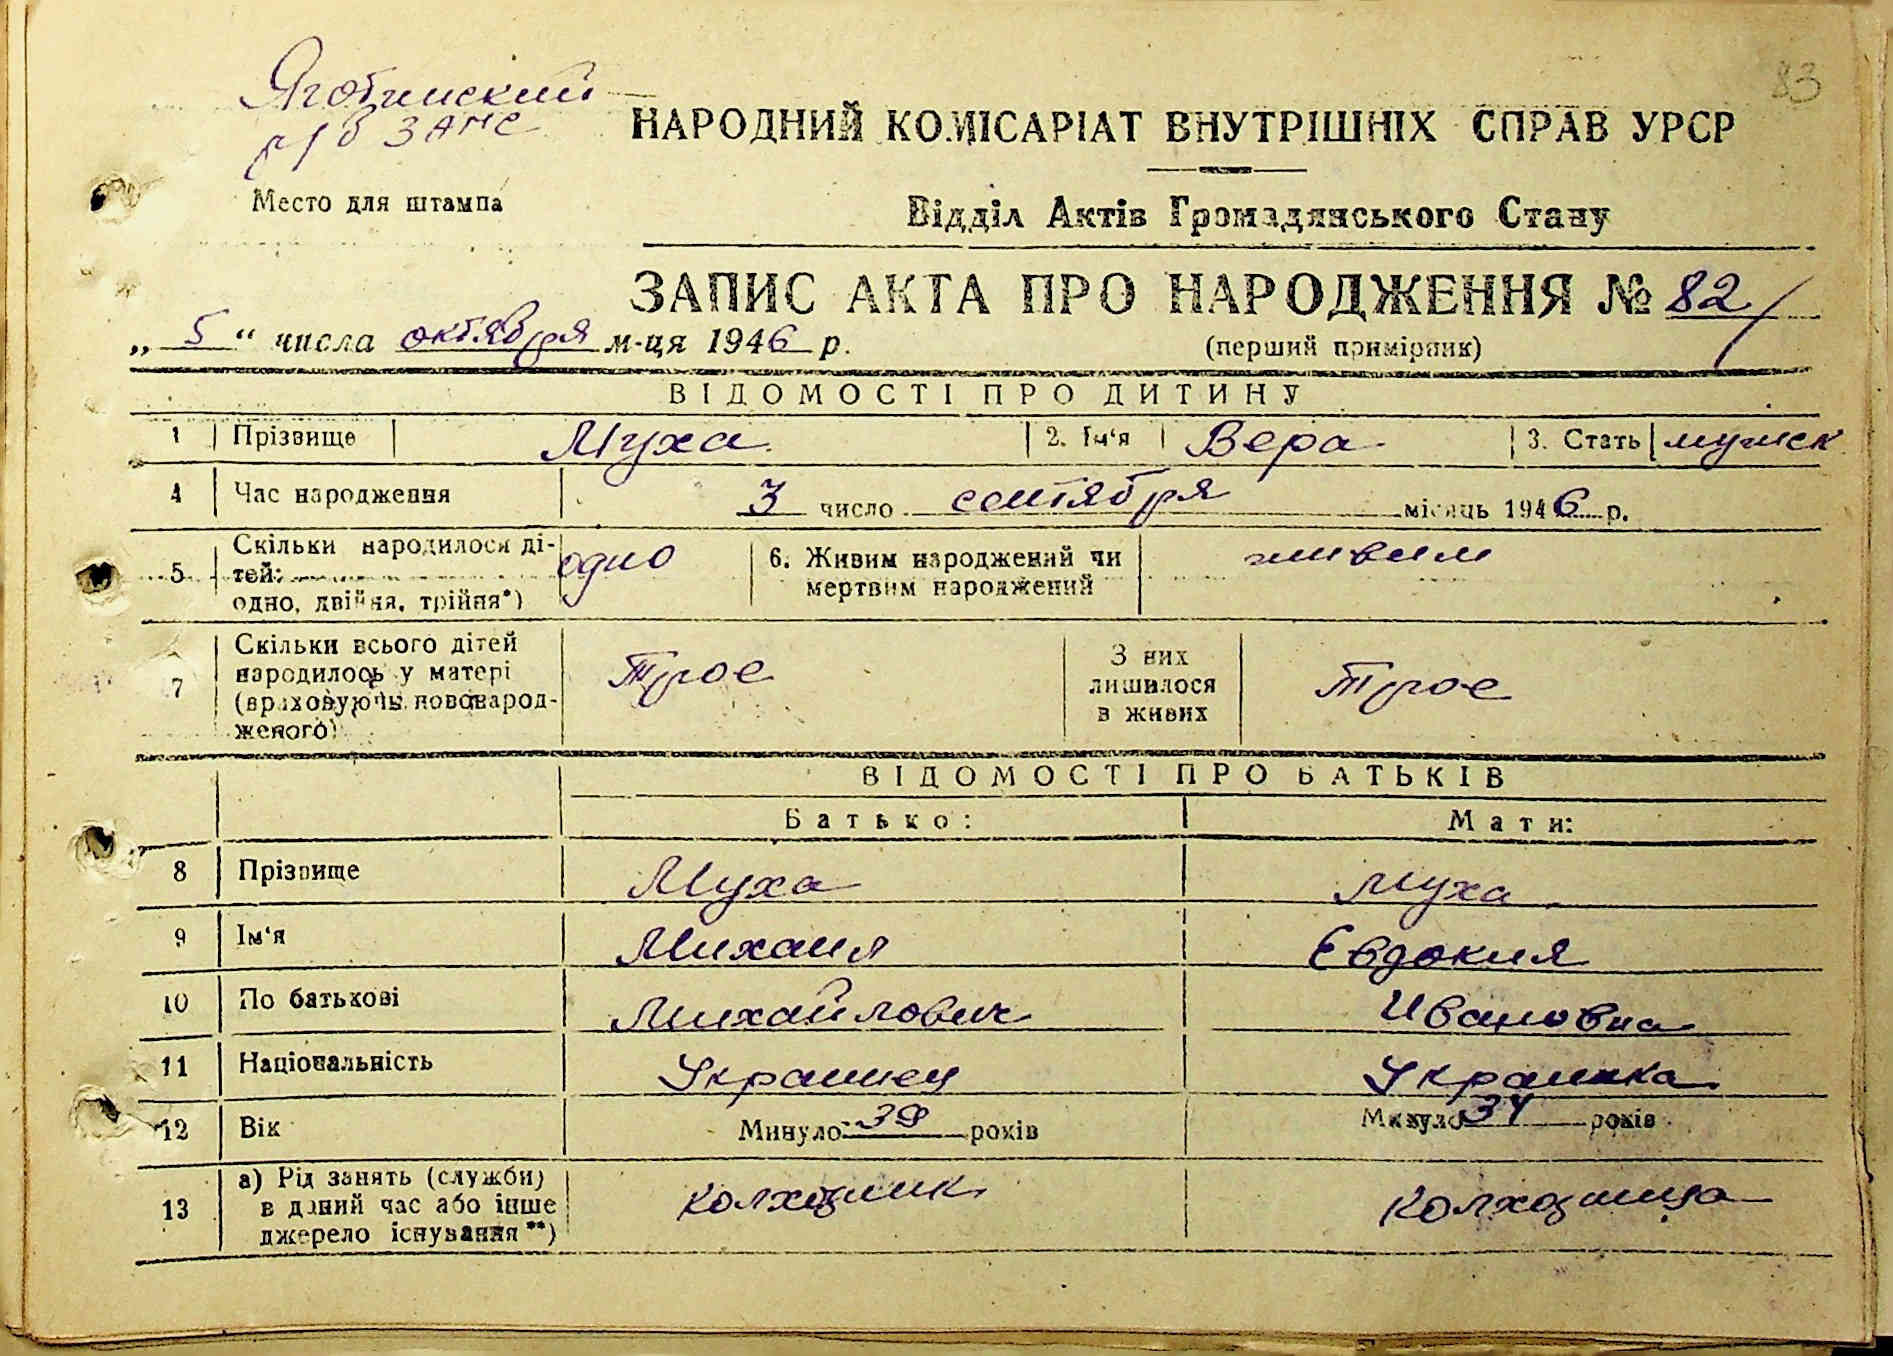 83
Яготинский
р/б ЗАГС
НАРОДНИЙ КОМІСАРІАТ ВНУТРІШНІХ СПРАВ УРСР
Место для штампа
Відділ Актів Громадянського Стану
ЗАПИС АКТА ПРО НАРОДЖЕННЯ № 82
„ 5 “ числа октября м-ця 1946 р.
(перший примірник)
ВІДОМОСТІ ПРО ДИТИНУ
1 Прізвище Муха 2. Ім'я Вера 3. Стать мужск
4 Час народження 3 число сентября місяць 1946 р.
5 Скільки народилося ді-
тей:
одно, двійня, трійня*)
одно
6. Живим народжений чи
мертвим народжений
живим
7 Скільки всього дітей
народилось у матері
(враховуючи новонарод-
женого)
Трое
З них
лишилося
в живих
Трое
ВІДОМОСТІ ПРО БАТЬКІВ
Батько: Мати:
8 Прізвище Муха Муха
9 Ім'я Михаил Евдокия
10 По батькові Михайлович Ивановна
11 Національність Украинец Украинка
12 Вік Минуло 39 років Минуло 34 років
13 а) Рід занять (служби)
в даний час або інше
джерело існування**)
колхозник колхозница